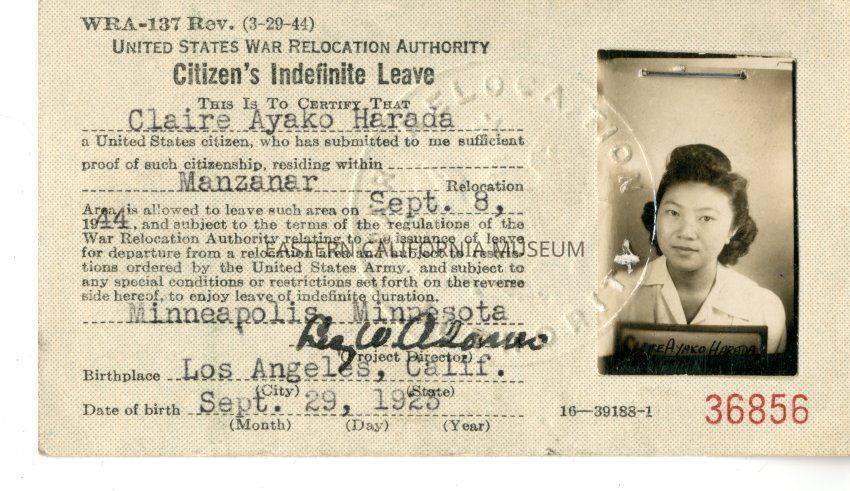 WRA-137 Rev. (3-29-44)
UNITED STATES WAR RELOCATION AUTHORITY
Citizen's Indefinite Leave
THIS IS TO CERTIFY THAT
Claire Ayako Harada
a United States citizen, who has submitted to me sufficient
proof of such citizenship, residing within
Manzanar Relocation
Area, is allowed to leave such area on Sept. 8,
1944, and subject to the terms of the regulations of the
War Relocation Authority relating to the issuance of leave
for departure from a relocation area and subject to restric-
tions ordered by the United States Army, and subject to
any special conditions or restrictions set forth on the reverse
side hereof, to enjoy leave of indefinite duration.
Minneapolis, Minnesota
(Project Director)
Birthplace Los Angeles, Calif.
(City) (State)
Date of birth Sept. 29, 1925
(Month) (Day) (Year)
16—39188-1
36856
CLAIRE AYAKO HARADA
RELOCATION
EASTERN CALIFORNIA MUSEUM